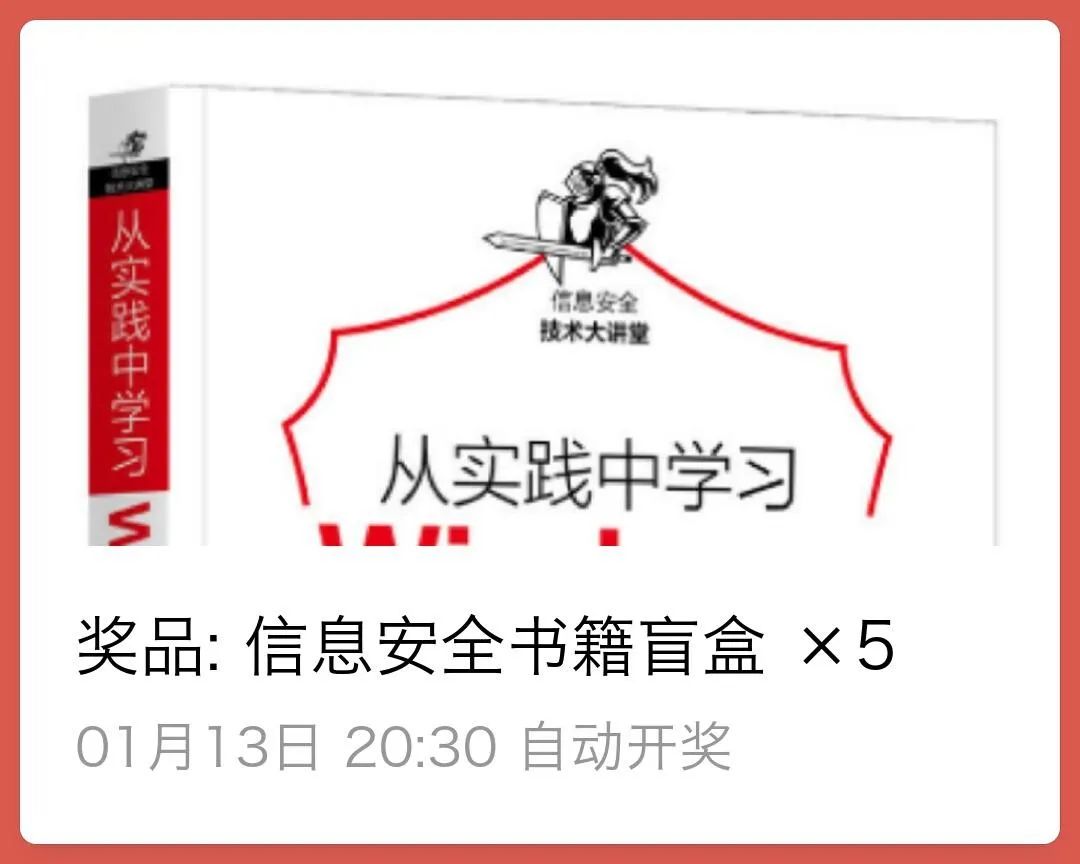 从实践中学习
W
信息安全
技术大讲堂
从实践中学习
奖品: 信息安全书籍盲盒 ×5
01月13日 20:30 自动开奖